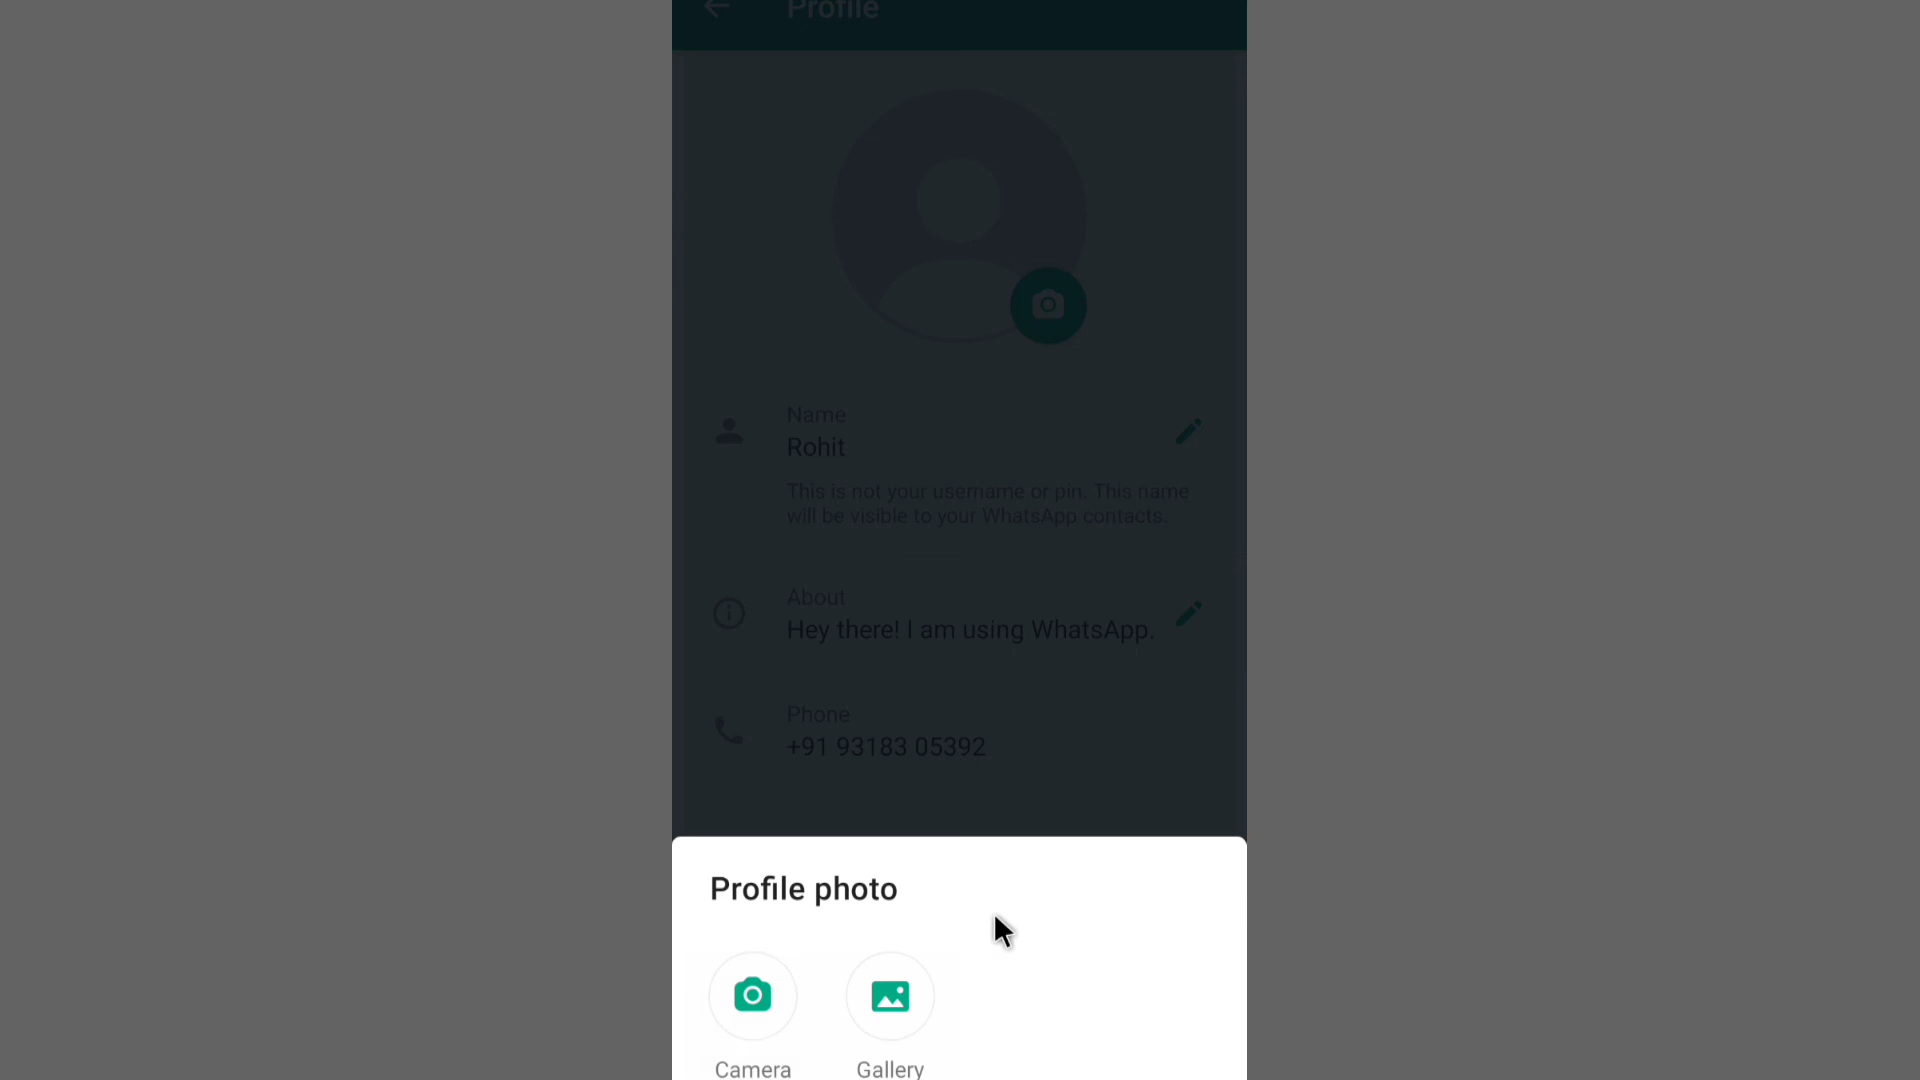 Profile
Name
Rohit
This is not your username or pin. This name
will be visible to your WhatsApp contacts.
About
Hey there! I am using WhatsApp.
Phone
+91 93183 05392
Profile photo
Camera
Gallery